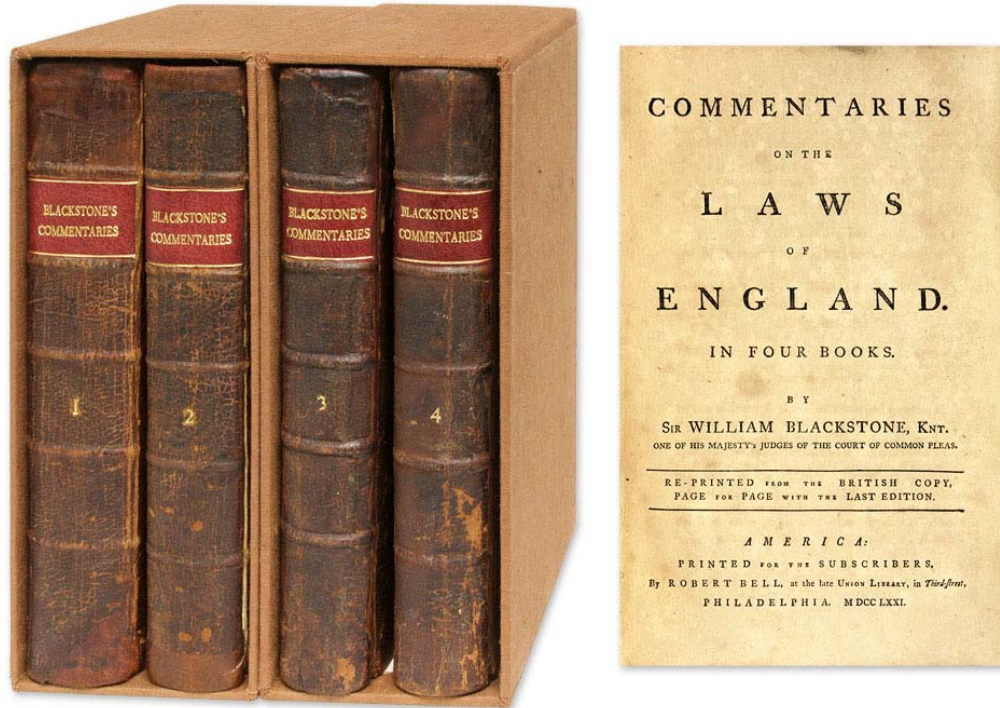 BLACKSTONE'S
COMMENTARIES
1
BLACKSTONE'S
COMMENTARIES
2
BLACKSTONE'S
COMMENTARIES
3
BLACKSTONE'S
COMMENTARIES
4
COMMENTARIES
ON THE
LAWS
OF
ENGLAND.
IN FOUR BOOKS.
BY
SIR WILLIAM BLACKSTONE, KNT.
ONE OF HIS MAJESTY's JUDGES OF THE COURT OF COMMON PLEAS.
RE-PRINTED FROM THE BRITISH COPY,
PAGE FOR PAGE WITH THE LAST EDITION.
AMERICA:
PRINTED FOR THE SUBSCRIBERS,
By ROBERT BELL, at the late UNION LIBRARY, in Third-street,
PHILADELPHIA. MDCCLXXI.